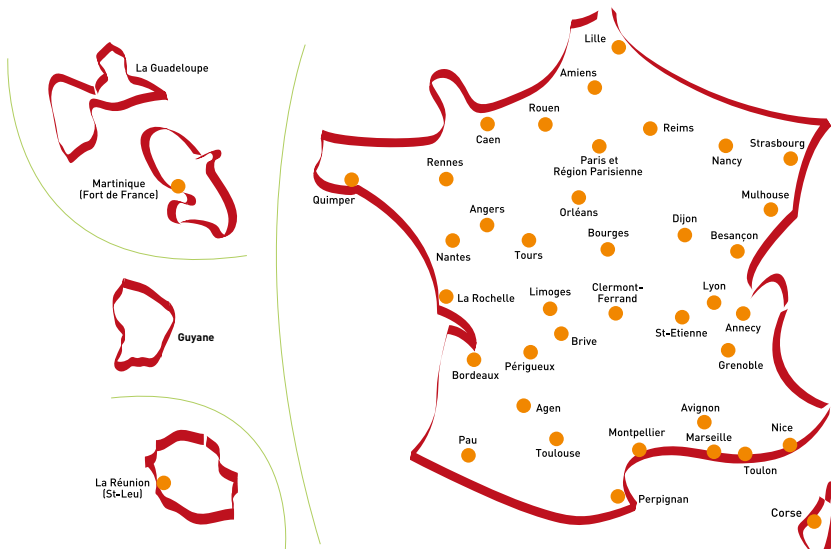 La Guadeloupe
Martinique
(Fort de France)
Guyane
La Réunion
(St-Leu)
Lille
Amiens
Rouen
Caen
Reims
Paris et
Région Parisienne
Nancy
Strasbourg
Rennes
Quimper
Mulhouse
Orléans
Angers
Dijon
Bourges
Besançon
Nantes
Tours
La Rochelle
Limoges
Clermont-
Ferrand
Lyon
Annecy
St-Etienne
Brive
Périgueux
Bordeaux
Grenoble
Agen
Avignon
Nice
Montpellier
Marseille
Pau
Toulouse
Toulon
Perpignan
Corse